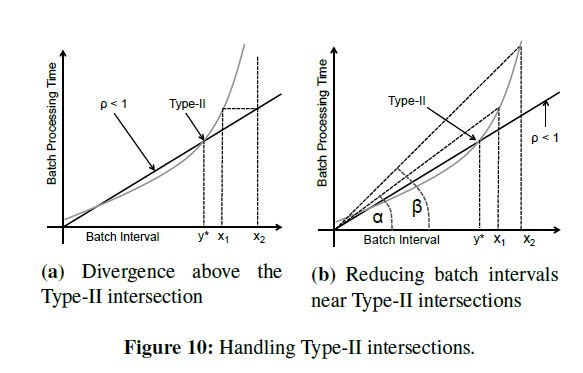 Batch Processing Time
ρ < 1
Type-II
Batch Interval
y*
x₁
x₂
(a) Divergence above the
Type-II intersection
Batch Processing Time
Type-II
ρ < 1
α
β
Batch Interval
y*
x₁
x₂
(b) Reducing batch intervals
near Type-II intersections
Figure 10: Handling Type-II intersections.